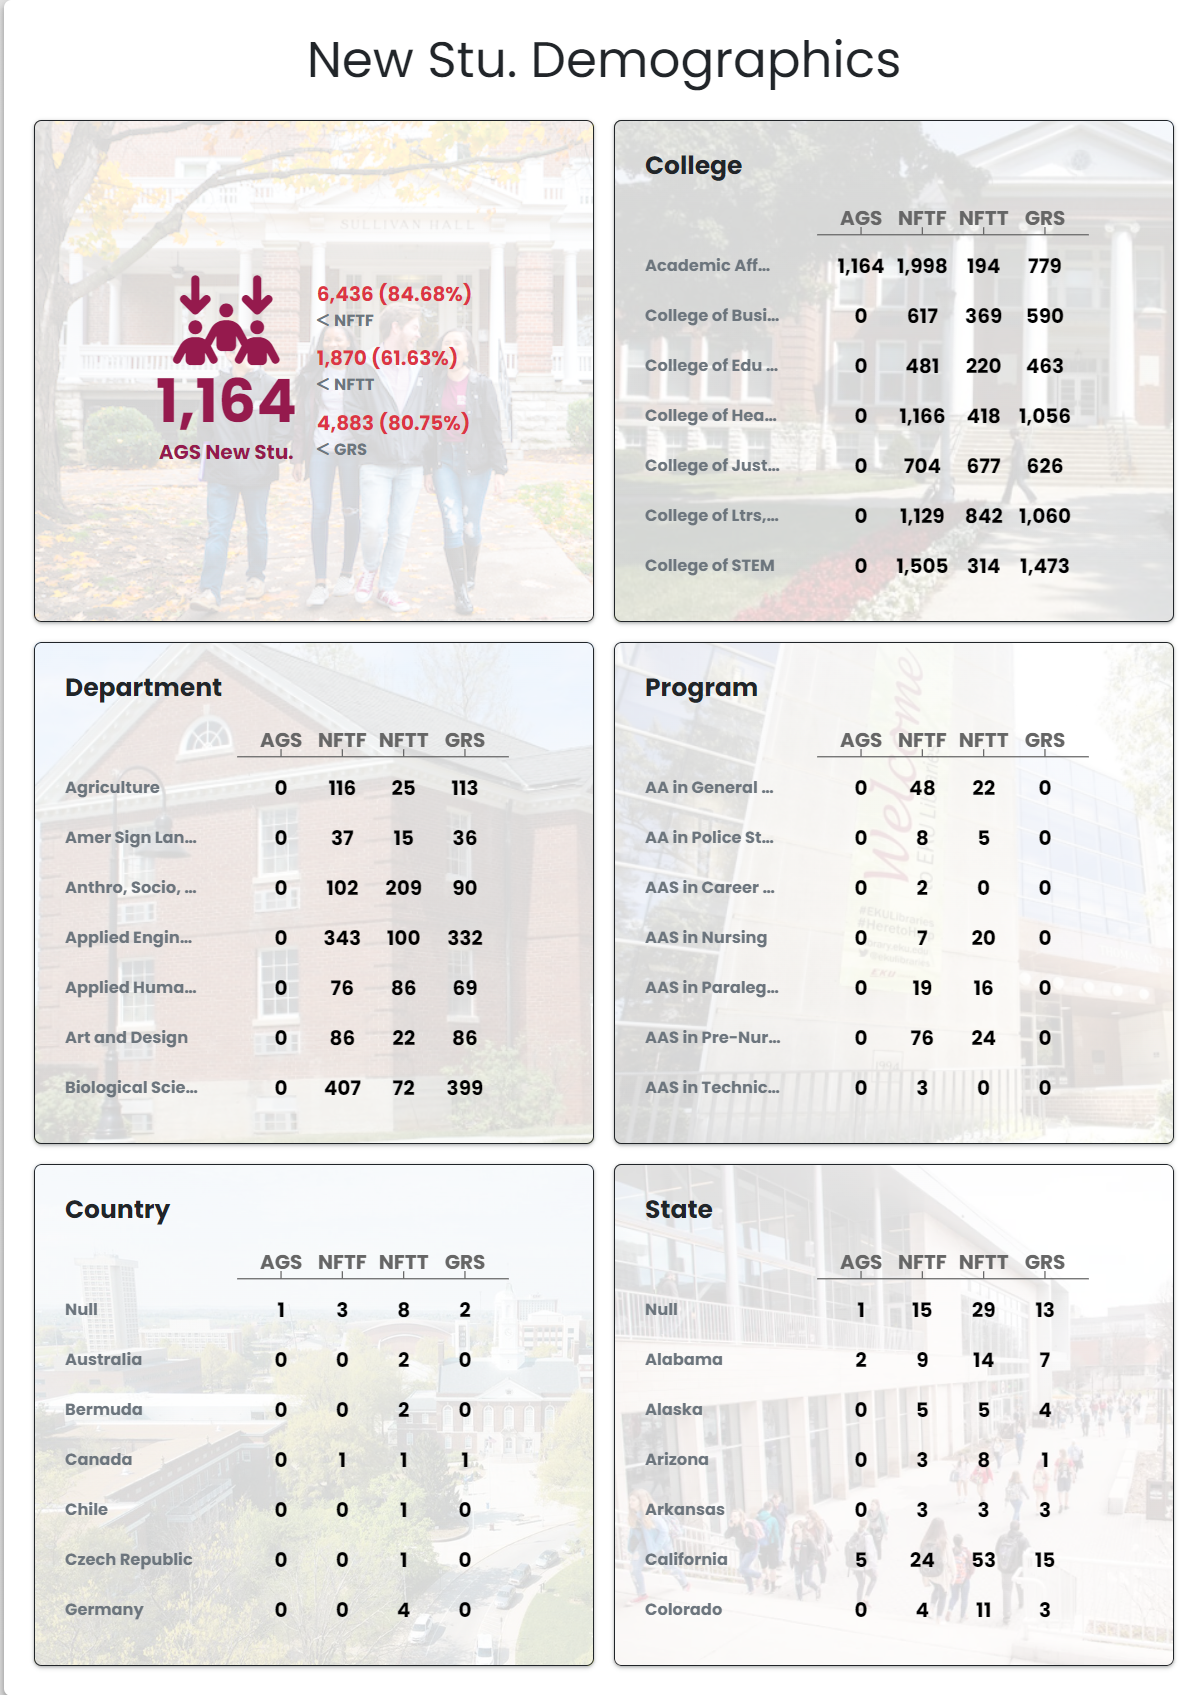 New Stu. Demographics
SULLIVAN HALL
1,164
AGS New Stu.
6,436 (84.68%)
< NFTF
1,870 (61.63%)
< NFTT
4,883 (80.75%)
< GRS
College
AGS NFTF NFTT GRS
Academic Aff... 1,164 1,998 194 779
College of Busi... 0 617 369 590
College of Edu ... 0 481 220 463
College of Hea... 0 1,166 418 1,056
College of Just... 0 704 677 626
College of Ltrs,... 0 1,129 842 1,060
College of STEM 0 1,505 314 1,473
Department
AGS NFTF NFTT GRS
Agriculture 0 116 25 113
Amer Sign Lan... 0 37 15 36
Anthro, Socio, ... 0 102 209 90
Applied Engin... 0 343 100 332
Applied Huma... 0 76 86 69
Art and Design 0 86 22 86
Biological Scie... 0 407 72 399
Program
Welcome
#EKULibraries
EKU
AGS NFTF NFTT GRS
AA in General ... 0 48 22 0
AA in Police St... 0 8 5 0
AAS in Career ... 0 2 0 0
AAS in Nursing 0 7 20 0
AAS in Paraleg... 0 19 16 0
AAS in Pre-Nur... 0 76 24 0
AAS in Technic... 0 3 0 0
Country
AGS NFTF NFTT GRS
Null 1 3 8 2
Australia 0 0 2 0
Bermuda 0 0 2 0
Canada 0 1 1 1
Chile 0 0 1 0
Czech Republic 0 0 1 0
Germany 0 0 4 0
State
AGS NFTF NFTT GRS
Null 1 15 29 13
Alabama 2 9 14 7
Alaska 0 5 5 4
Arizona 0 3 8 1
Arkansas 0 3 3 3
California 5 24 53 15
Colorado 0 4 11 3